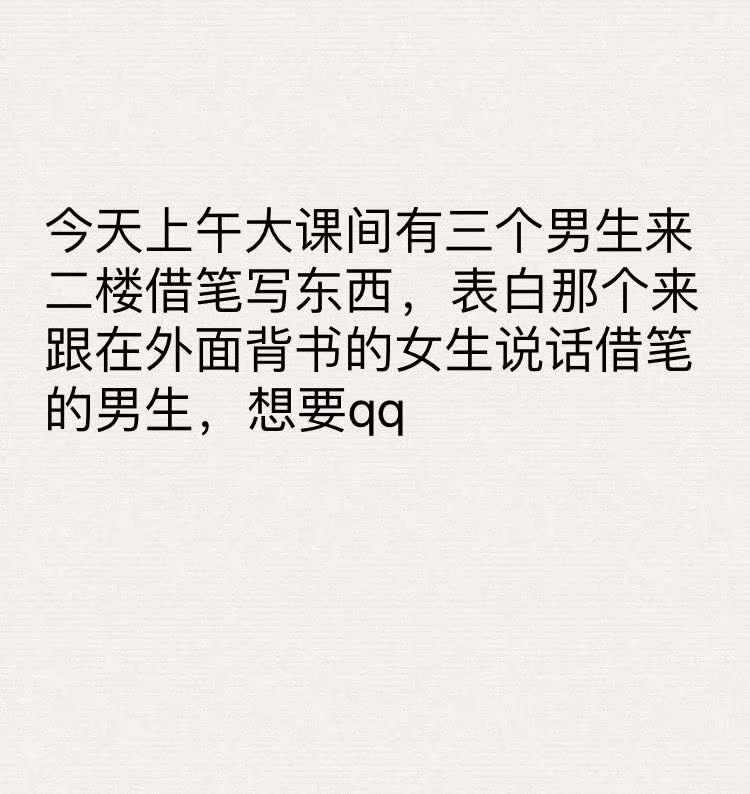 今天上午大课间有三个男生来
二楼借笔写东西，表白那个来
跟在外面背书的女生说话借笔
的男生，想要qq